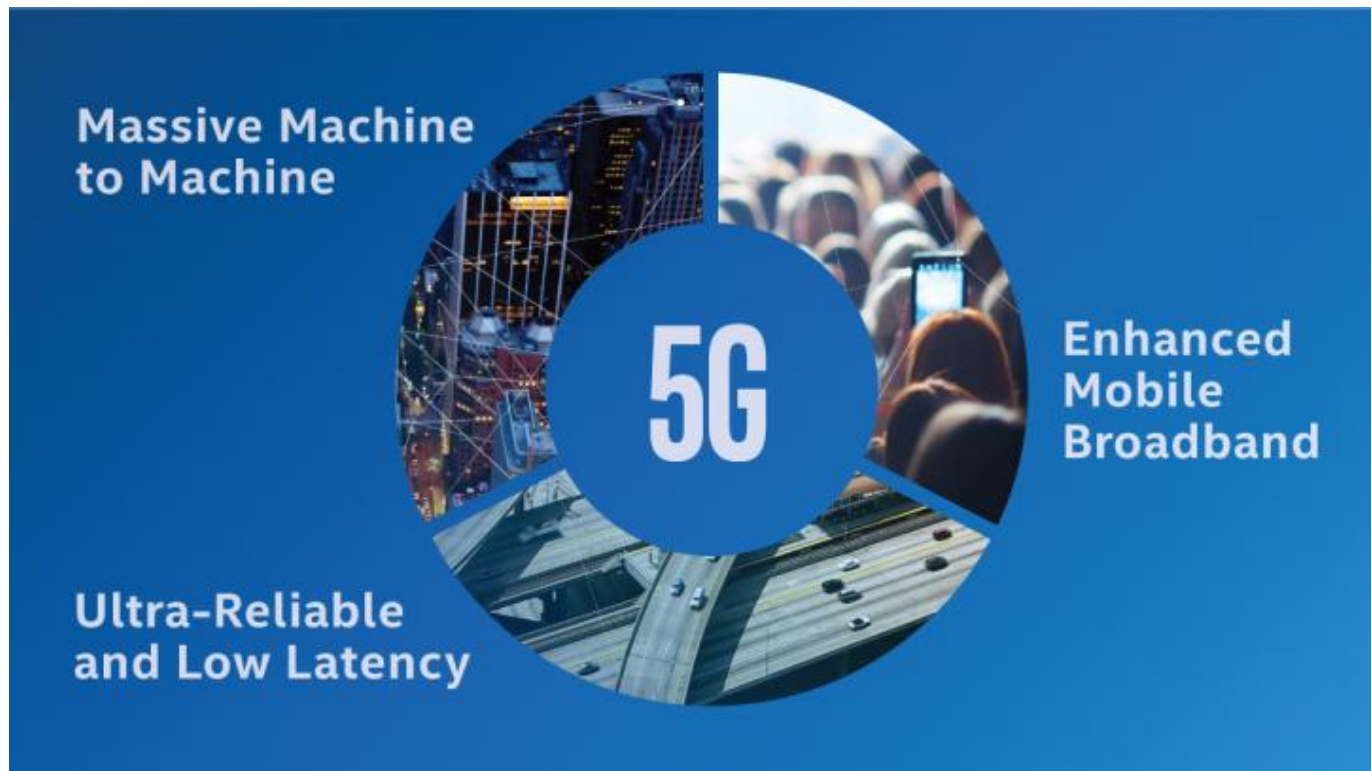 Massive Machine
to Machine
5G
Enhanced
Mobile
Broadband
Ultra-Reliable
and Low Latency